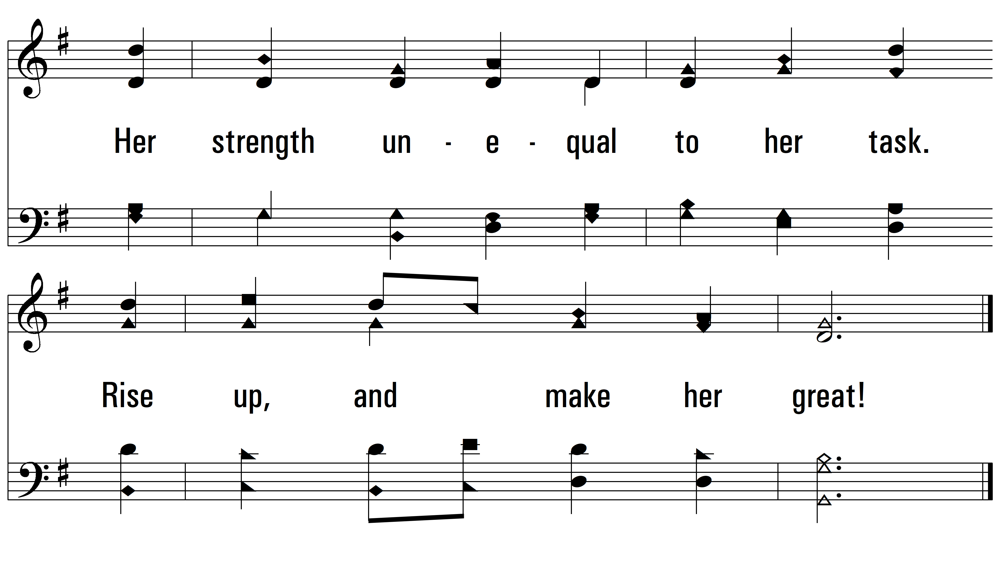 Her strength un - e - qual to her task.
Rise up, and make her great!